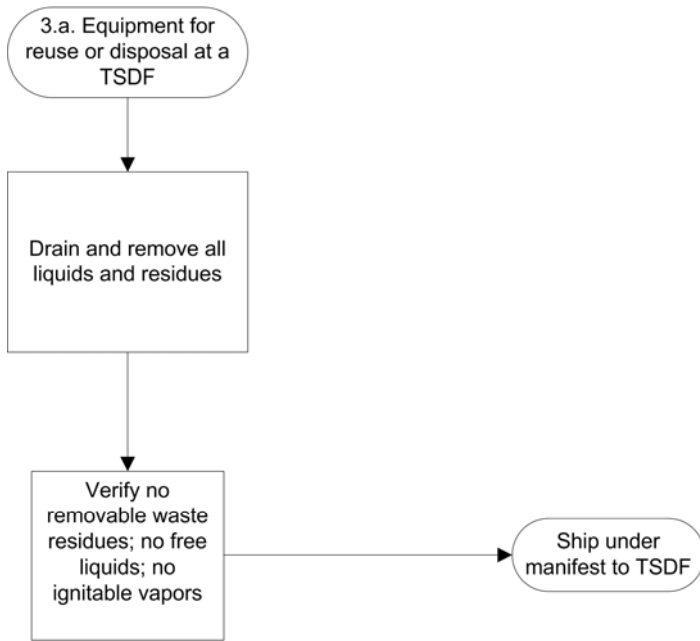 3.a. Equipment for
reuse or disposal at a
TSDF
Drain and remove all
liquids and residues
Verify no
removable waste
residues; no free
liquids; no
ignitable vapors
Ship under
manifest to TSDF